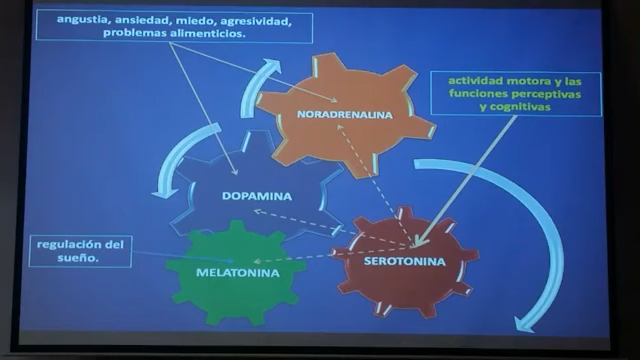 angustia, ansiedad, miedo, agresividad,
problemas alimenticios.
actividad motora y las
funciones perceptivas
y cognitivas
NORADRENALINA
DOPAMINA
regulación del
sueño.
MELATONINA
SEROTONINA